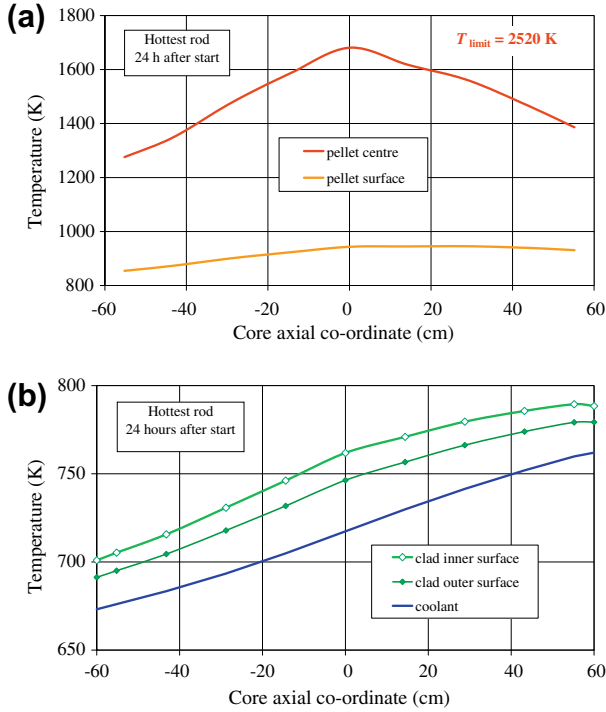 (a)
1800
1600
1400
1200
1000
800
Temperature (K)
Hottest rod
24 h after start
T limit = 2520 K
pellet centre
pellet surface
-60 -40 -20 0 20 40 60
Core axial co-ordinate (cm)
(b)
800
750
700
650
Temperature (K)
Hottest rod
24 hours after start
clad inner surface
clad outer surface
coolant
-60 -40 -20 0 20 40 60
Core axial co-ordinate (cm)